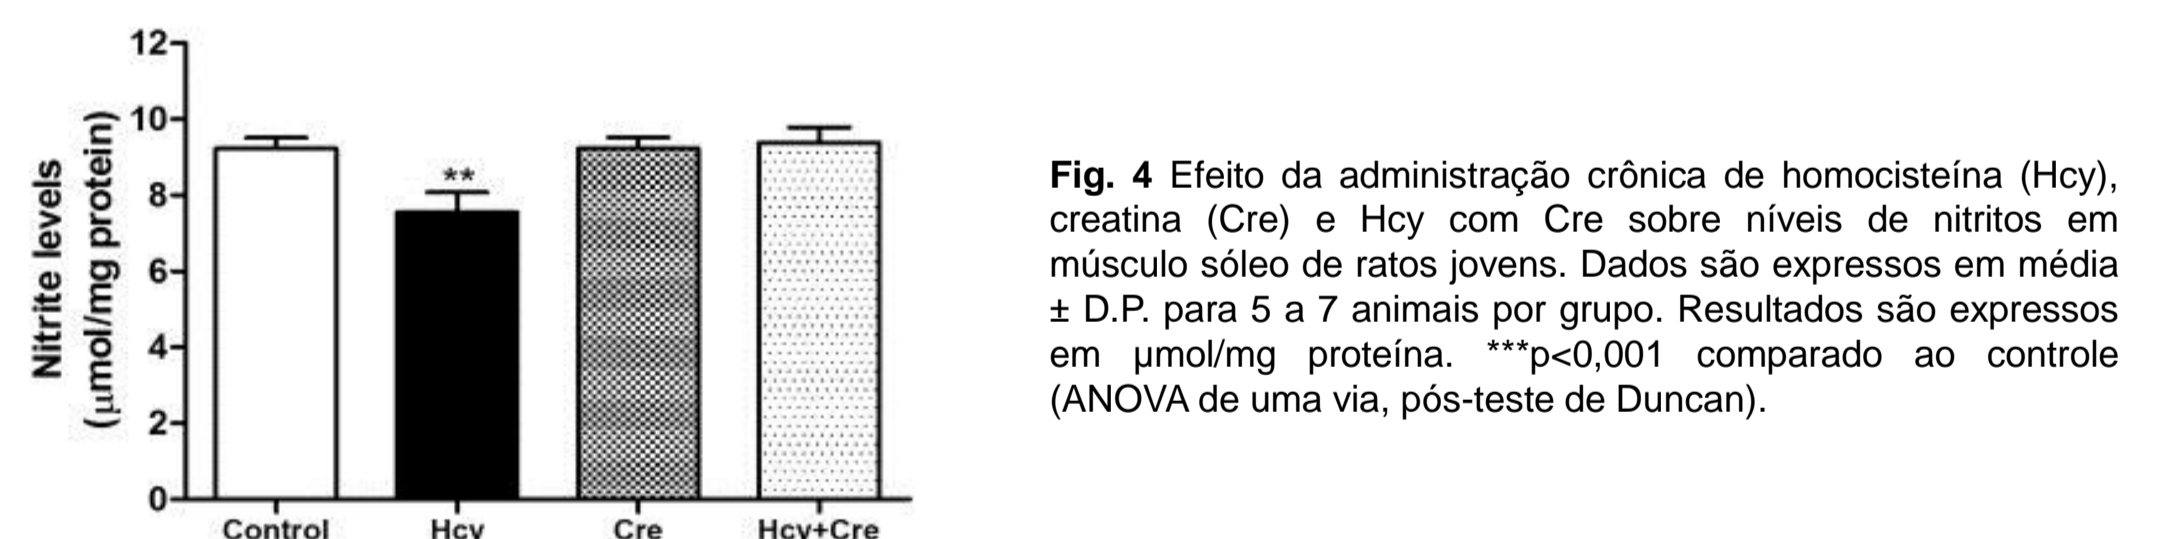 12
10
8
6
4
2
0
Nitrite levels
(µmol/mg protein)
**
Control
Hcy
Cre
Hcy+Cre
Fig. 4 Efeito da administração crônica de homocisteína (Hcy),
creatina (Cre) e Hcy com Cre sobre níveis de nitritos em
músculo sóleo de ratos jovens. Dados são expressos em média
± D.P. para 5 a 7 animais por grupo. Resultados são expressos
em µmol/mg proteína. ***p<0,001 comparado ao controle
(ANOVA de uma via, pós-teste de Duncan).